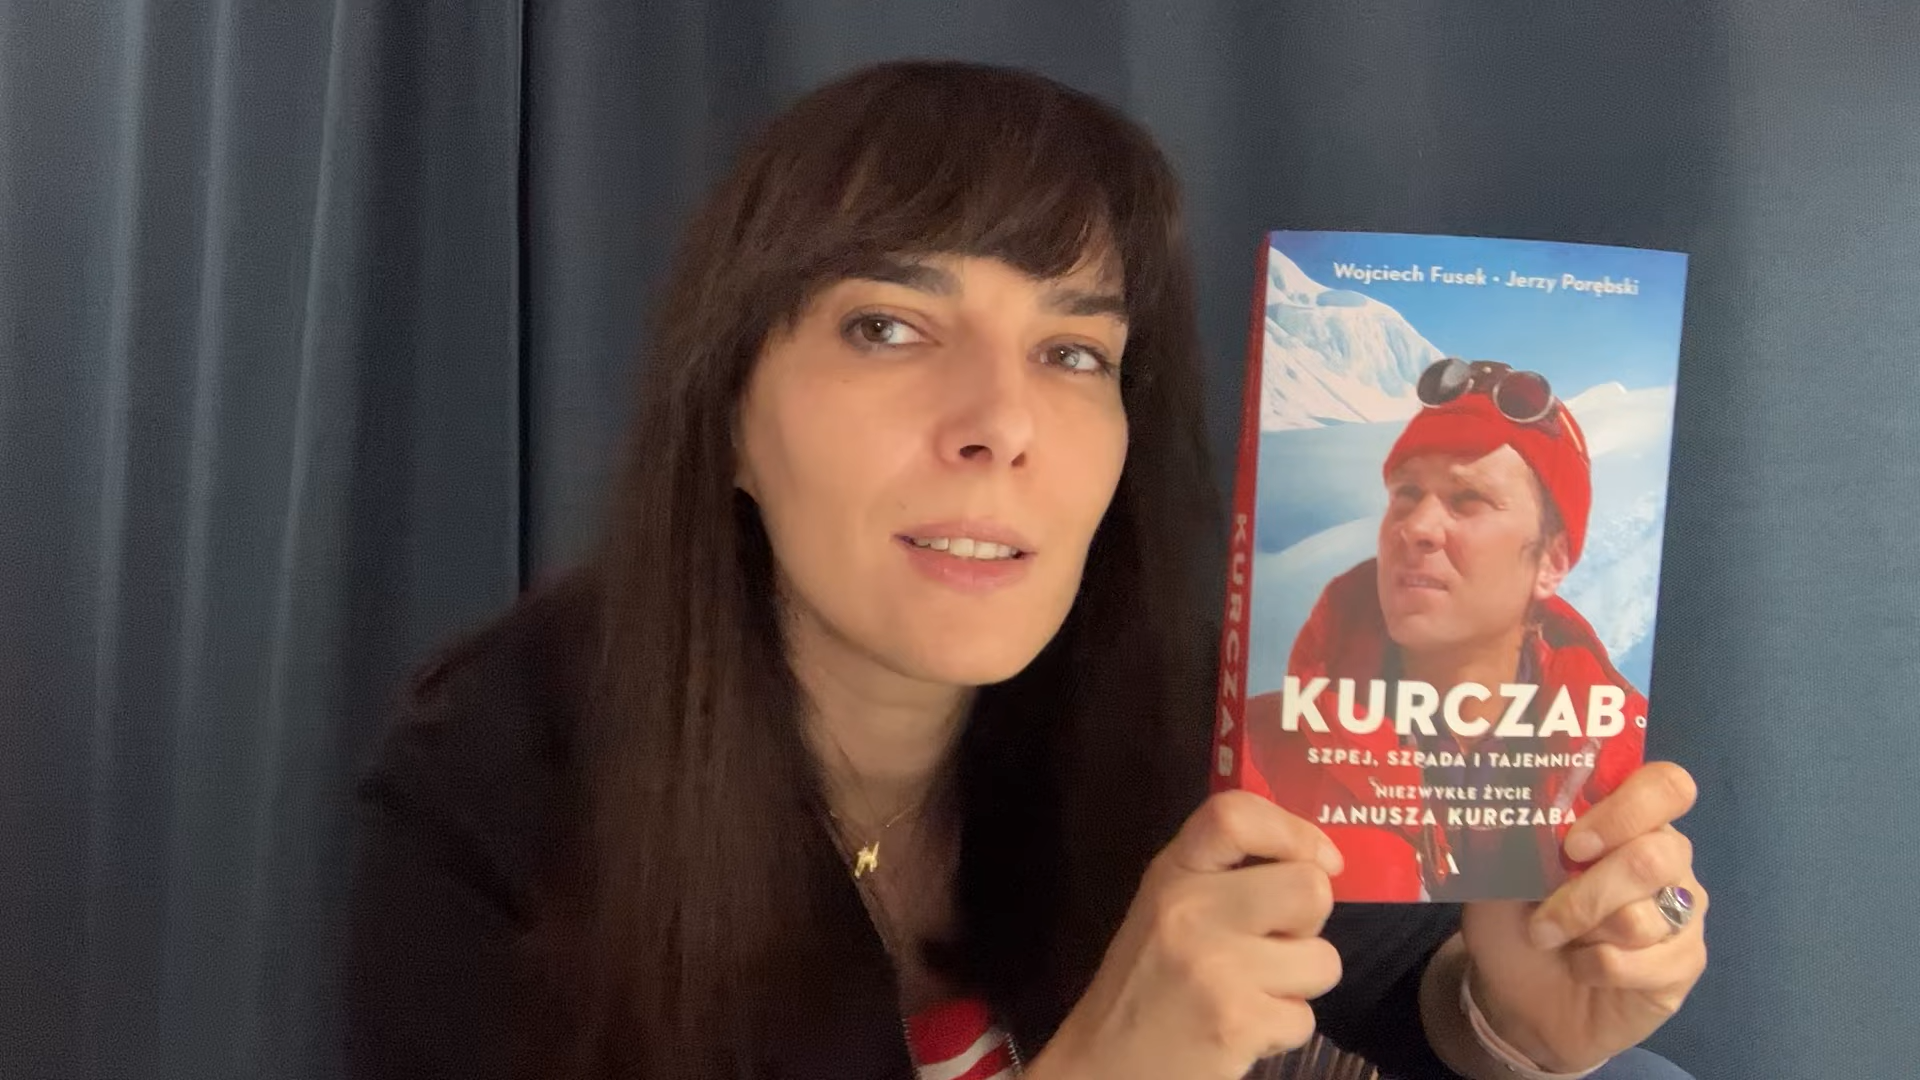 Wojciech Fusek • Jerzy Porębski
KURCZAB
KURCZAB
SZPEJ, SZPADA I TAJEMNICE
NIEZWYKŁE ŻYCIE
JANUSZA KURCZABA